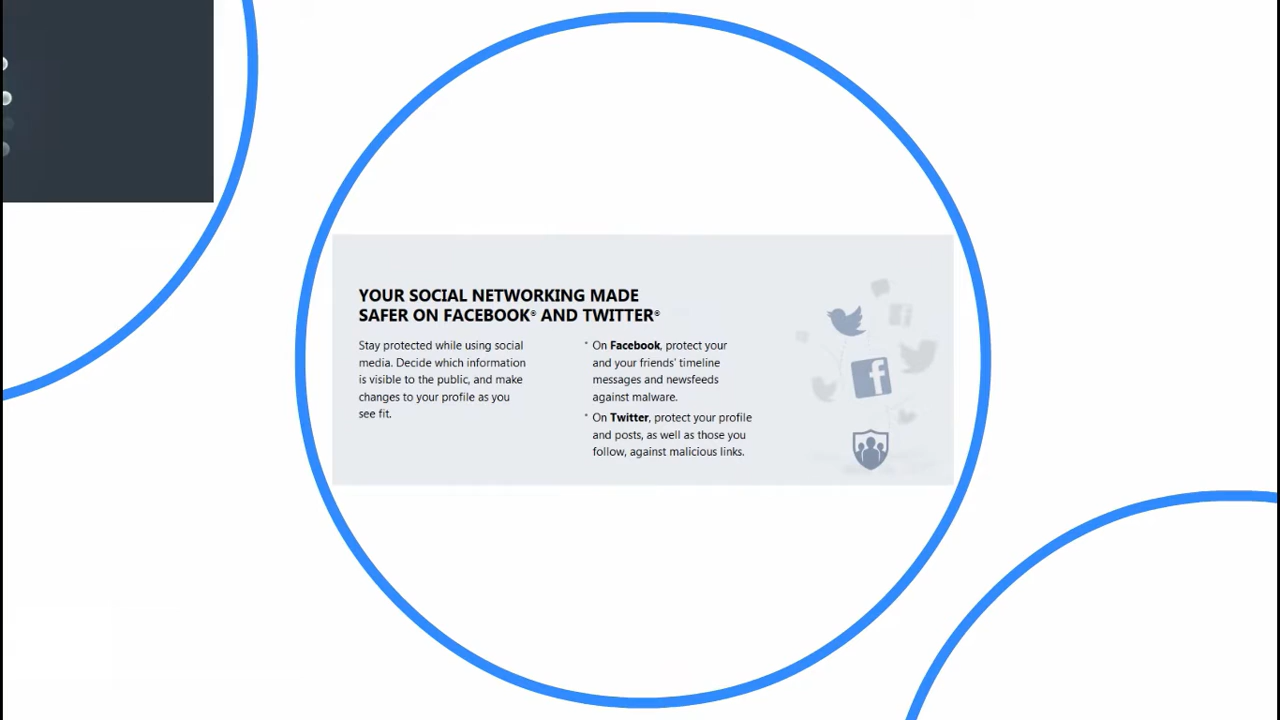 YOUR SOCIAL NETWORKING MADE
SAFER ON FACEBOOK® AND TWITTER®
Stay protected while using social
media. Decide which information
is visible to the public, and make
changes to your profile as you
see fit.
* On Facebook, protect your
and your friends' timeline
messages and newsfeeds
against malware.
* On Twitter, protect your profile
and posts, as well as those you
follow, against malicious links.